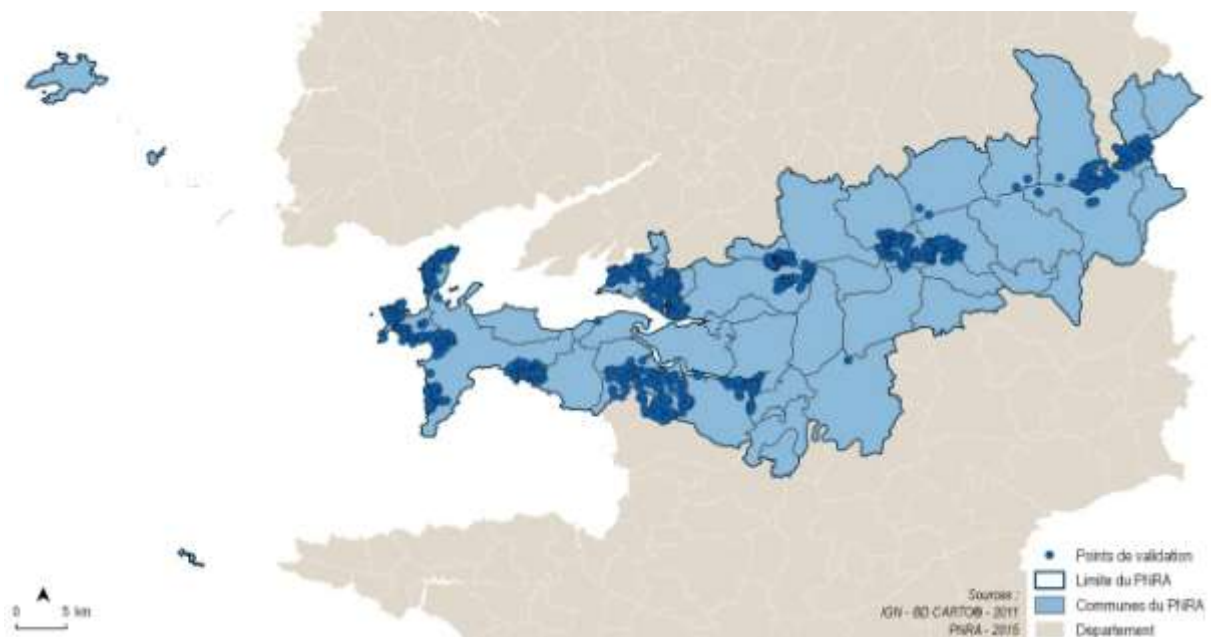 0 5 km
Sources :
IGN - BD CARTO® - 2011
PNRA - 2015
Points de validation
Limite du PNRA
Communes du PNRA
Département